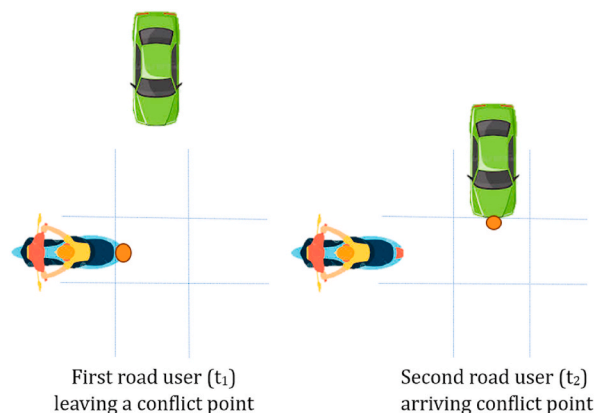 First road user (t₁)
leaving a conflict point
Second road user (t₂)
arriving conflict point